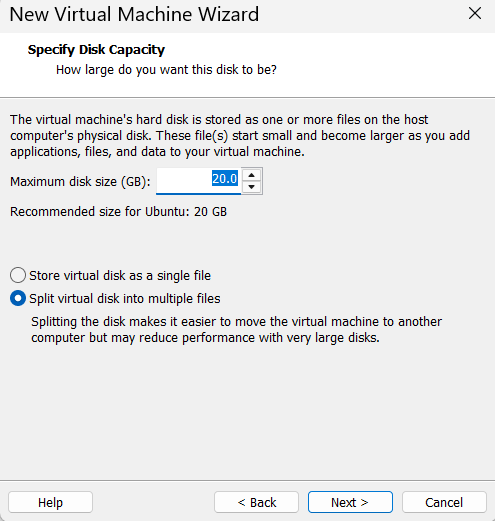 New Virtual Machine Wizard
Specify Disk Capacity
How large do you want this disk to be?
The virtual machine's hard disk is stored as one or more files on the host
computer's physical disk. These file(s) start small and become larger as you add
applications, files, and data to your virtual machine.
Maximum disk size (GB): 20.0
Recommended size for Ubuntu: 20 GB
Store virtual disk as a single file
Split virtual disk into multiple files
Splitting the disk makes it easier to move the virtual machine to another
computer but may reduce performance with very large disks.
Help < Back Next > Cancel